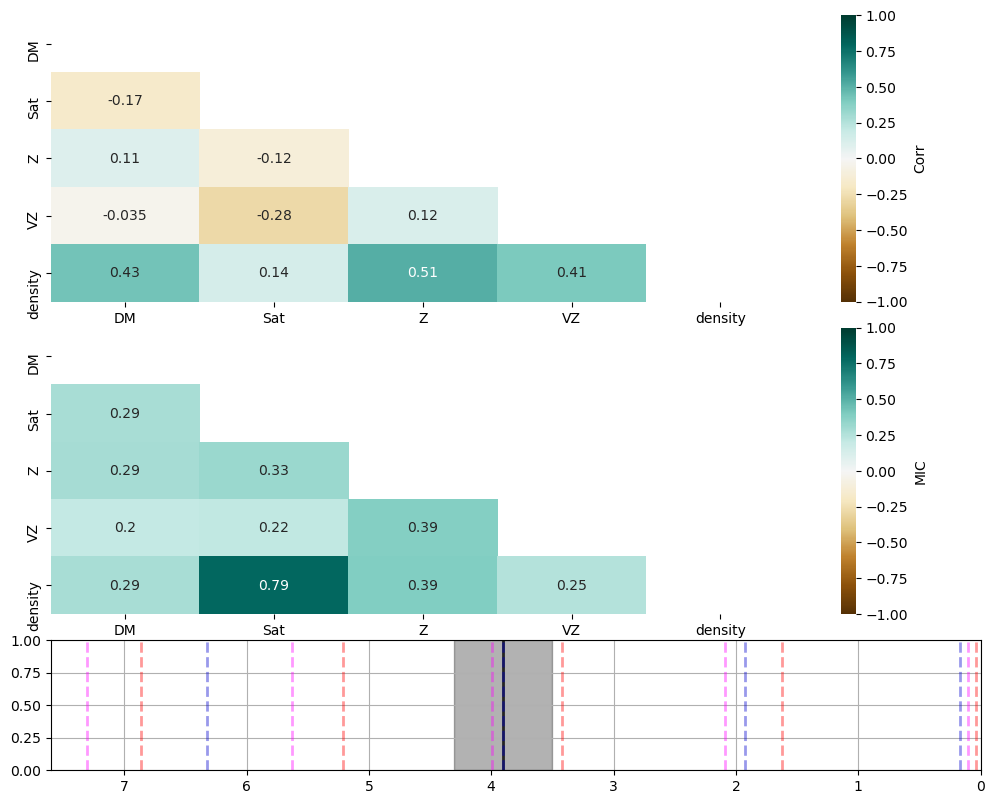 DM
Sat
Z
VZ
density
-0.17
0.11
-0.12
-0.035
-0.28
0.12
0.43
0.14
0.51
0.41
DM
Sat
Z
VZ
density
1.00
0.75
0.50
0.25
0.00
−0.25
−0.50
−0.75
−1.00
Corr
DM
Sat
Z
VZ
density
0.29
0.29
0.33
0.2
0.22
0.39
0.29
0.79
0.39
0.25
DM
Sat
Z
VZ
density
1.00
0.75
0.50
0.25
0.00
−0.25
−0.50
−0.75
−1.00
MIC
1.00
0.75
0.50
0.25
0.00
7
6
5
4
3
2
1
0